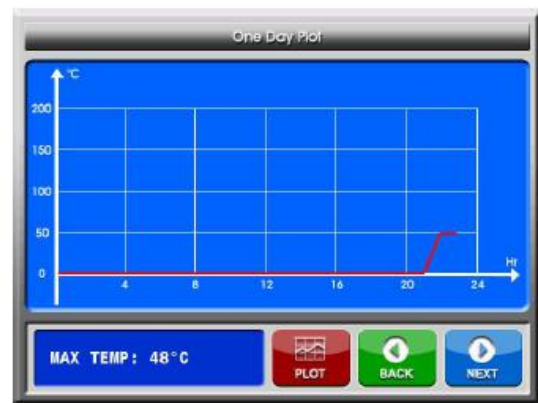 One Day Plot
°C
200
150
100
50
0
4 8 12 16 20 24
Hr
MAX TEMP: 48°C
PLOT
BACK
NEXT